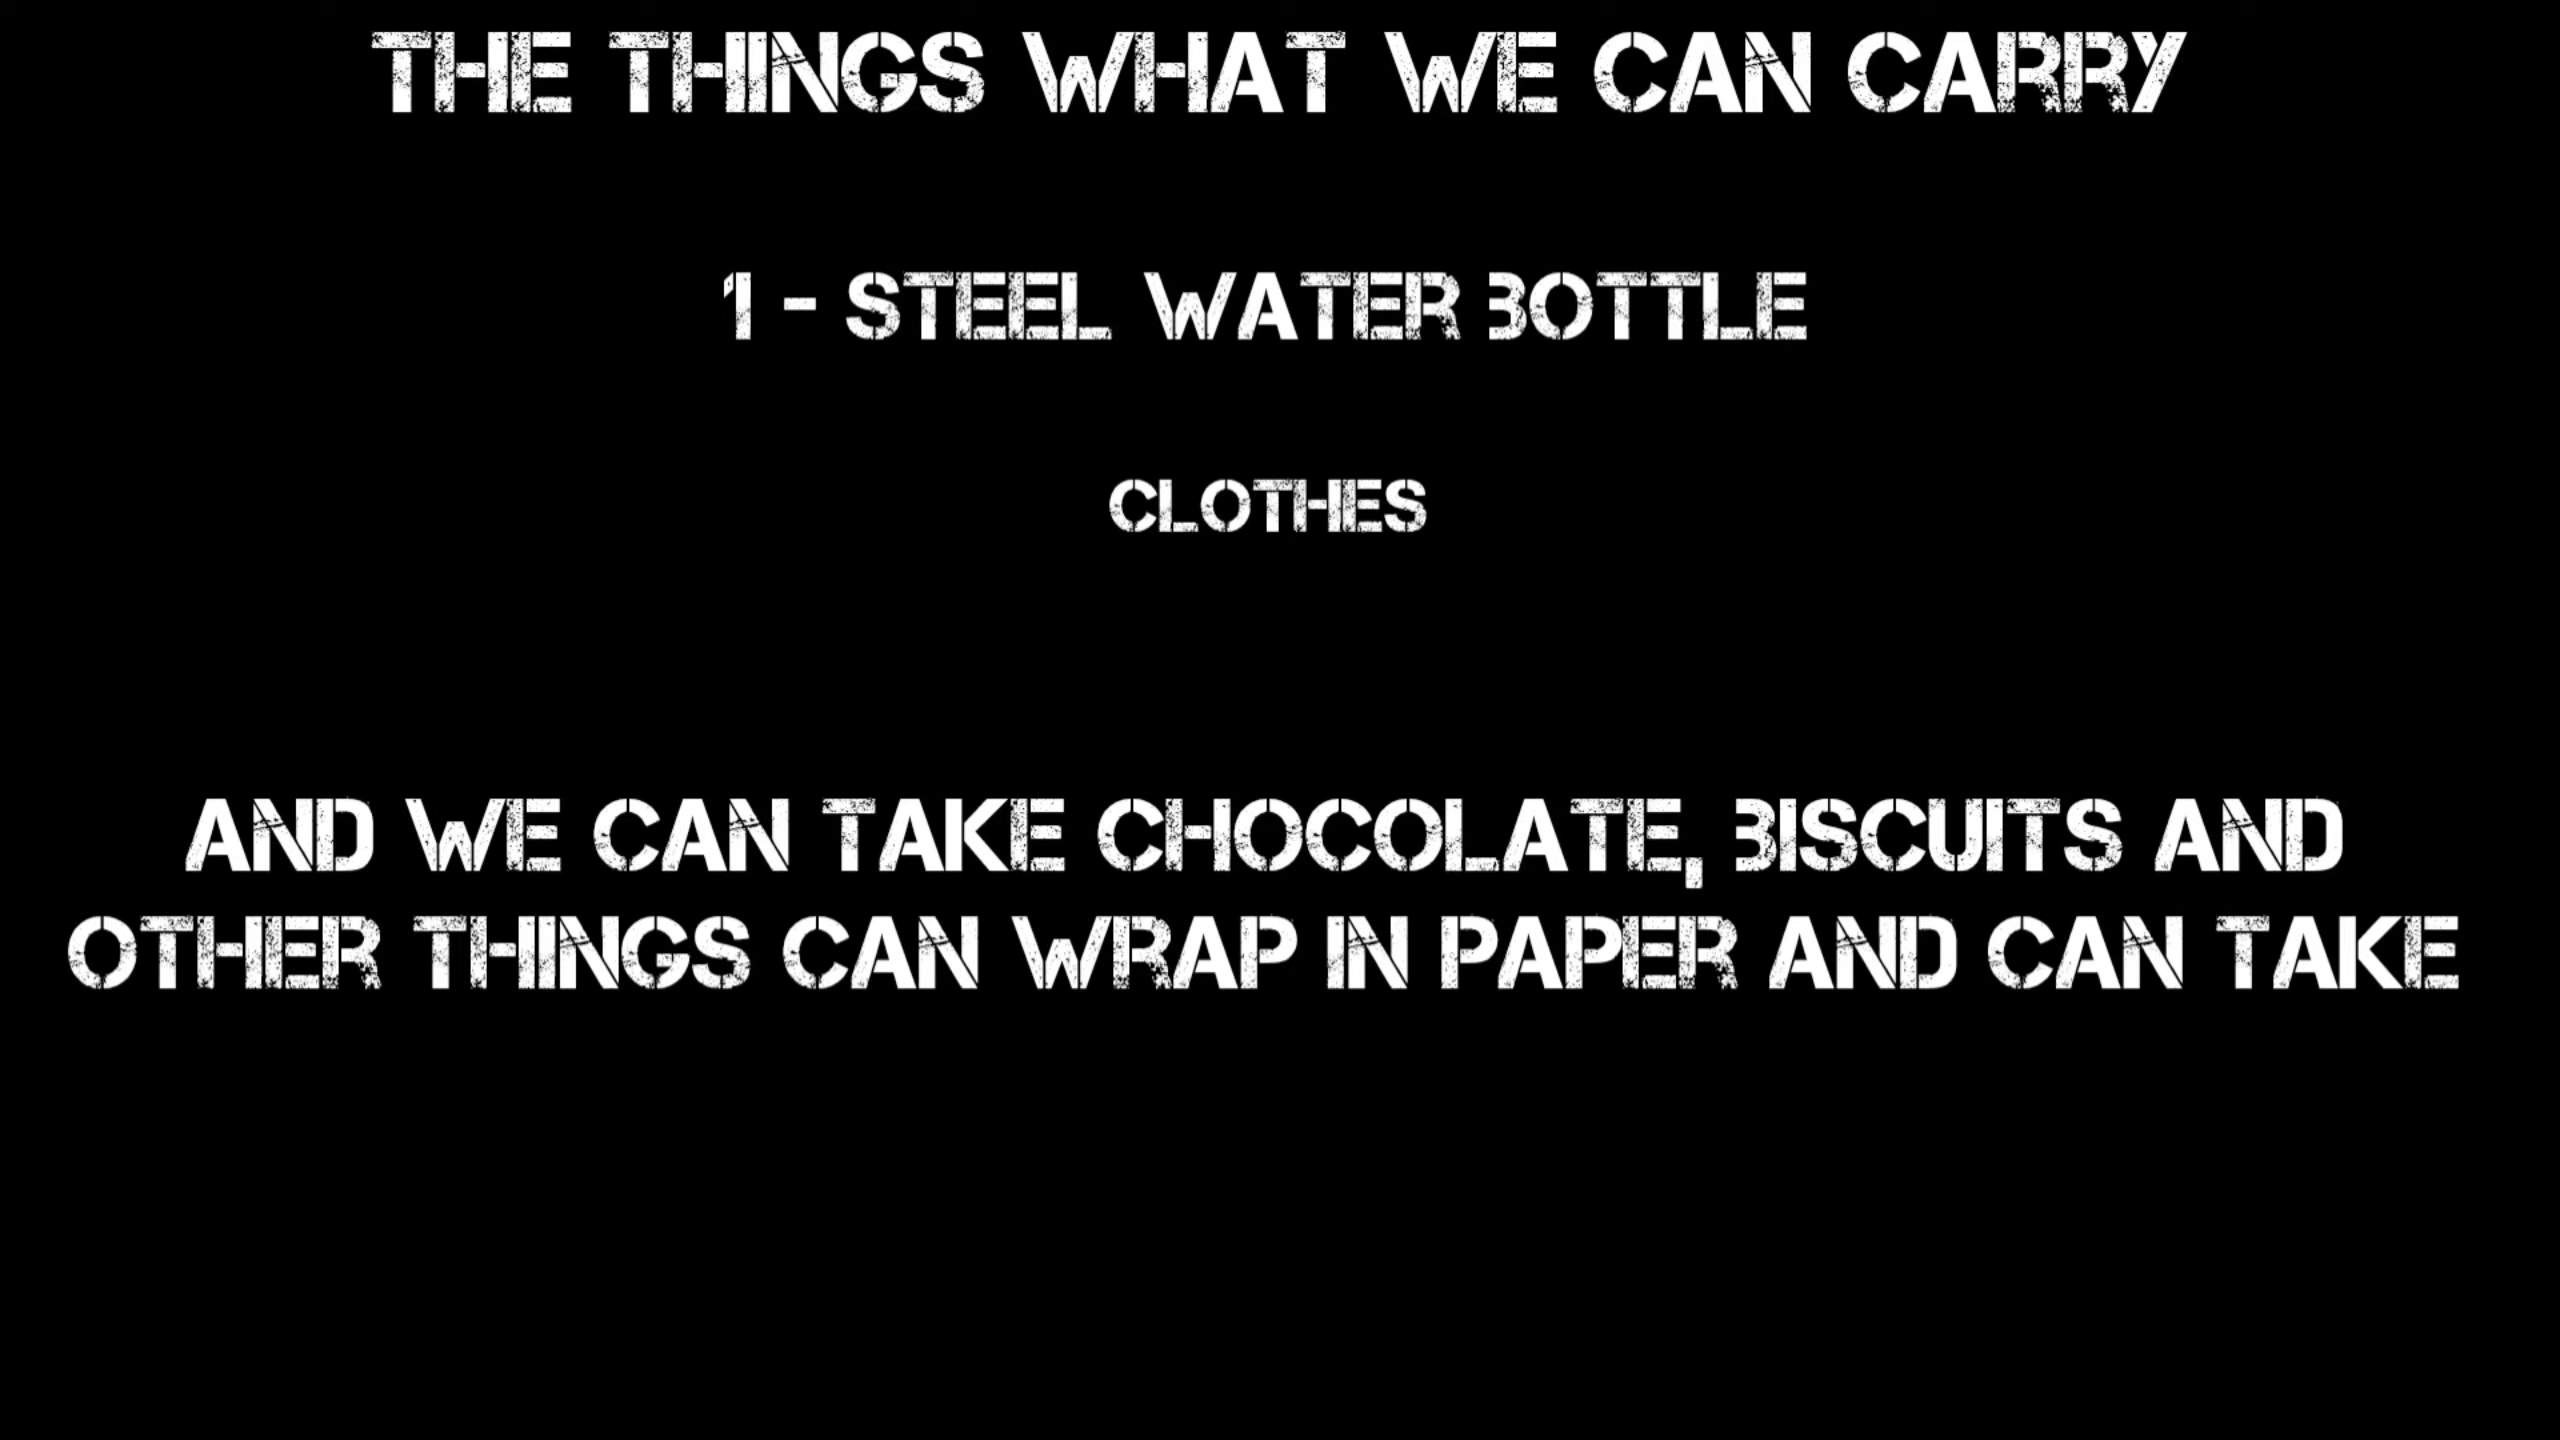 THE THINGS WHAT WE CAN CARRY
1 - STEEL WATER BOTTLE
CLOTHES
AND WE CAN TAKE CHOCOLATE, BISCUITS AND
OTHER THINGS CAN WRAP IN PAPER AND CAN TAKE